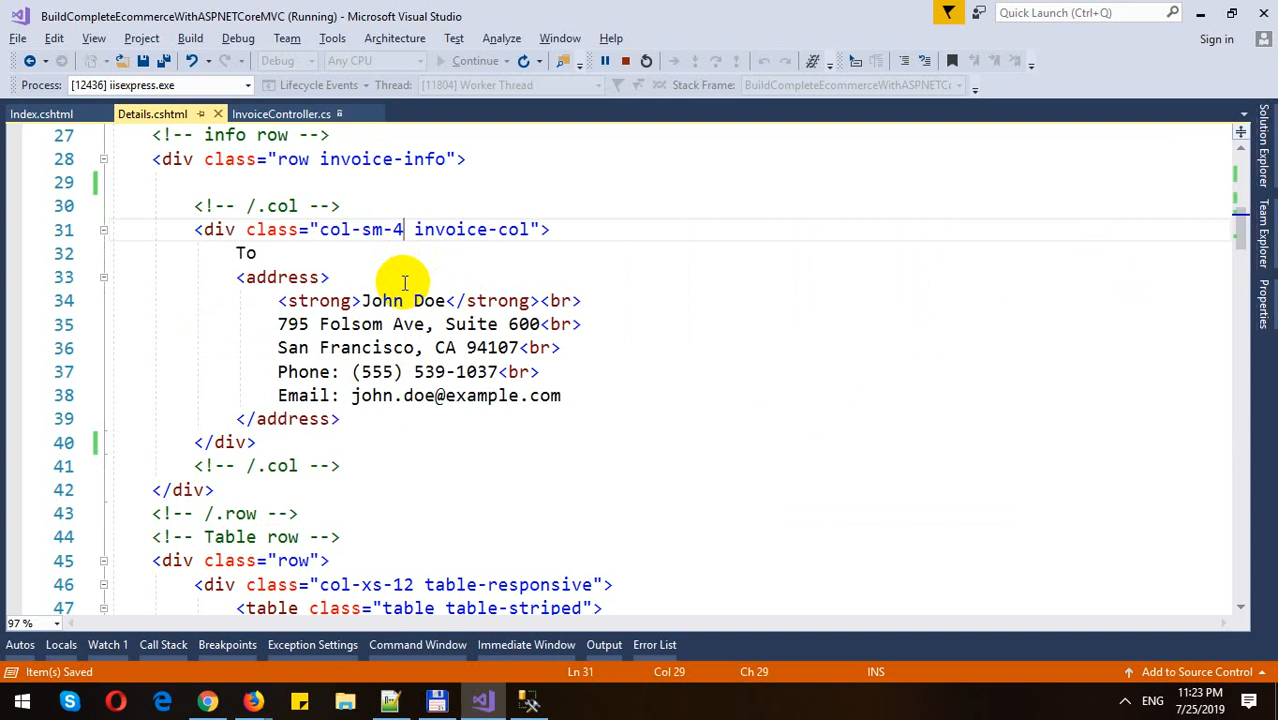 BuildCompleteEcommerceWithASPNETCoreMVC (Running) - Microsoft Visual Studio
Quick Launch (Ctrl+Q)
File Edit View Project Build Debug Team Tools Architecture Test Analyze Window Help
Sign in
Debug Any CPU Continue
Process: [12436] iisexpress.exe Lifecycle Events Thread: [11804] Worker Thread Stack Frame: BuildCompleteEcommerceWithASPNETCoreMVC
Index.cshtml Details.cshtml InvoiceController.cs
27 <!-- info row -->
28 <div class="row invoice-info">
29
30 <!-- /.col -->
31 <div class="col-sm-4 invoice-col">
32 To
33 <address>
34 <strong>John Doe</strong><br>
35 795 Folsom Ave, Suite 600<br>
36 San Francisco, CA 94107<br>
37 Phone: (555) 539-1037<br>
38 Email: john.doe@example.com
39 </address>
40 </div>
41 <!-- /.col -->
42 </div>
43 <!-- /.row -->
44 <!-- Table row -->
45 <div class="row">
46 <div class="col-xs-12 table-responsive">
47 <table class="table table-striped">
Solution Explorer
Team Explorer
Properties
97 %
Autos Locals Watch 1 Call Stack Breakpoints Exception Settings Command Window Immediate Window Output Error List
Item(s) Saved Ln 31 Col 29 Ch 29 INS Add to Source Control
ENG
11:23 PM
7/25/2019